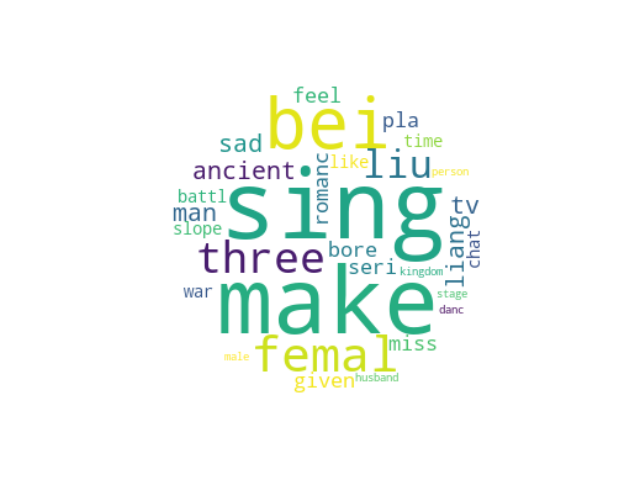 feel
bei
pla
sad
time
ancient
romanc
like
liu
person
battl
sing
tv
man
slope
three
bore
liang
chat
seri
kingdom
war
make
stage
danc
femal
miss
male
given
husband